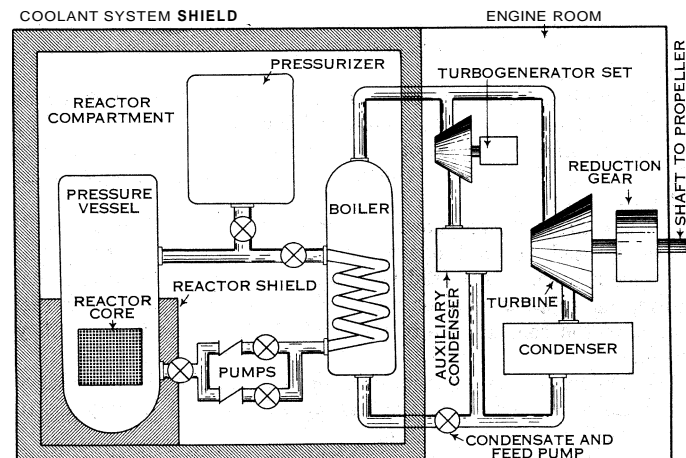 COOLANT SYSTEM SHIELD
ENGINE ROOM
PRESSURIZER
TURBOGENERATOR SET
REACTOR
COMPARTMENT
REDUCTION
GEAR
SHAFT TO PROPELLER
PRESSURE
VESSEL
BOILER
REACTOR SHIELD
REACTOR
CORE
TURBINE
AUXILIARY
CONDENSER
PUMPS
CONDENSER
CONDENSATE AND
FEED PUMP